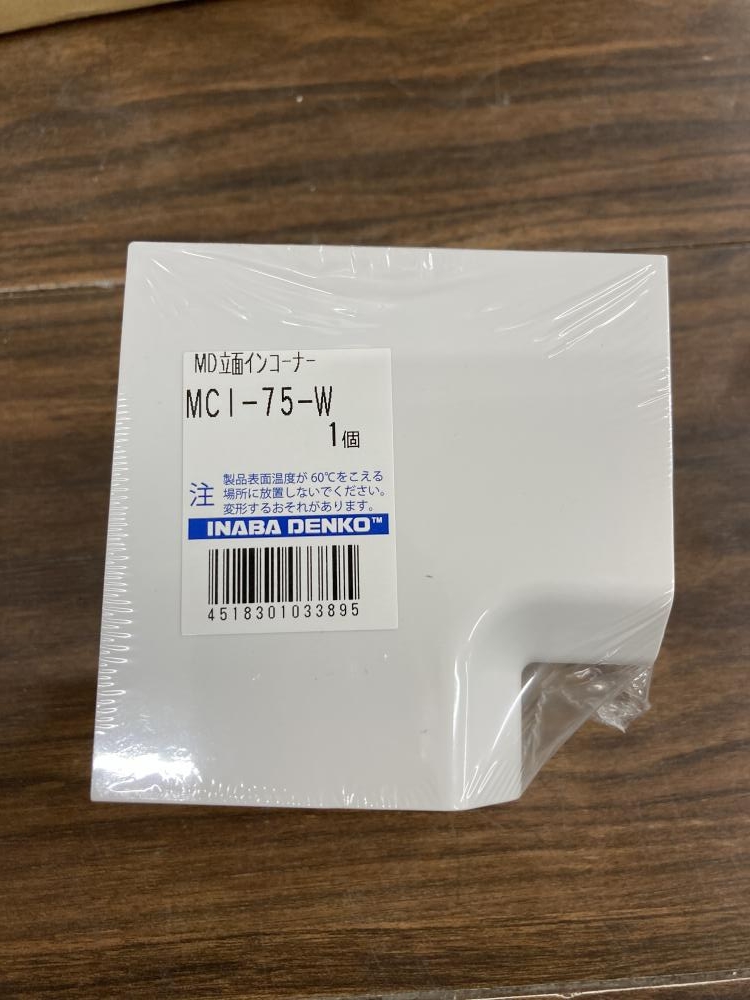 MD立面インコーナー
MCI-75-W
1個
注
製品表面温度が60℃をこえる
場所に放置しないでください。
変形するおそれがあります。
INABA DENKO™
4518301033895